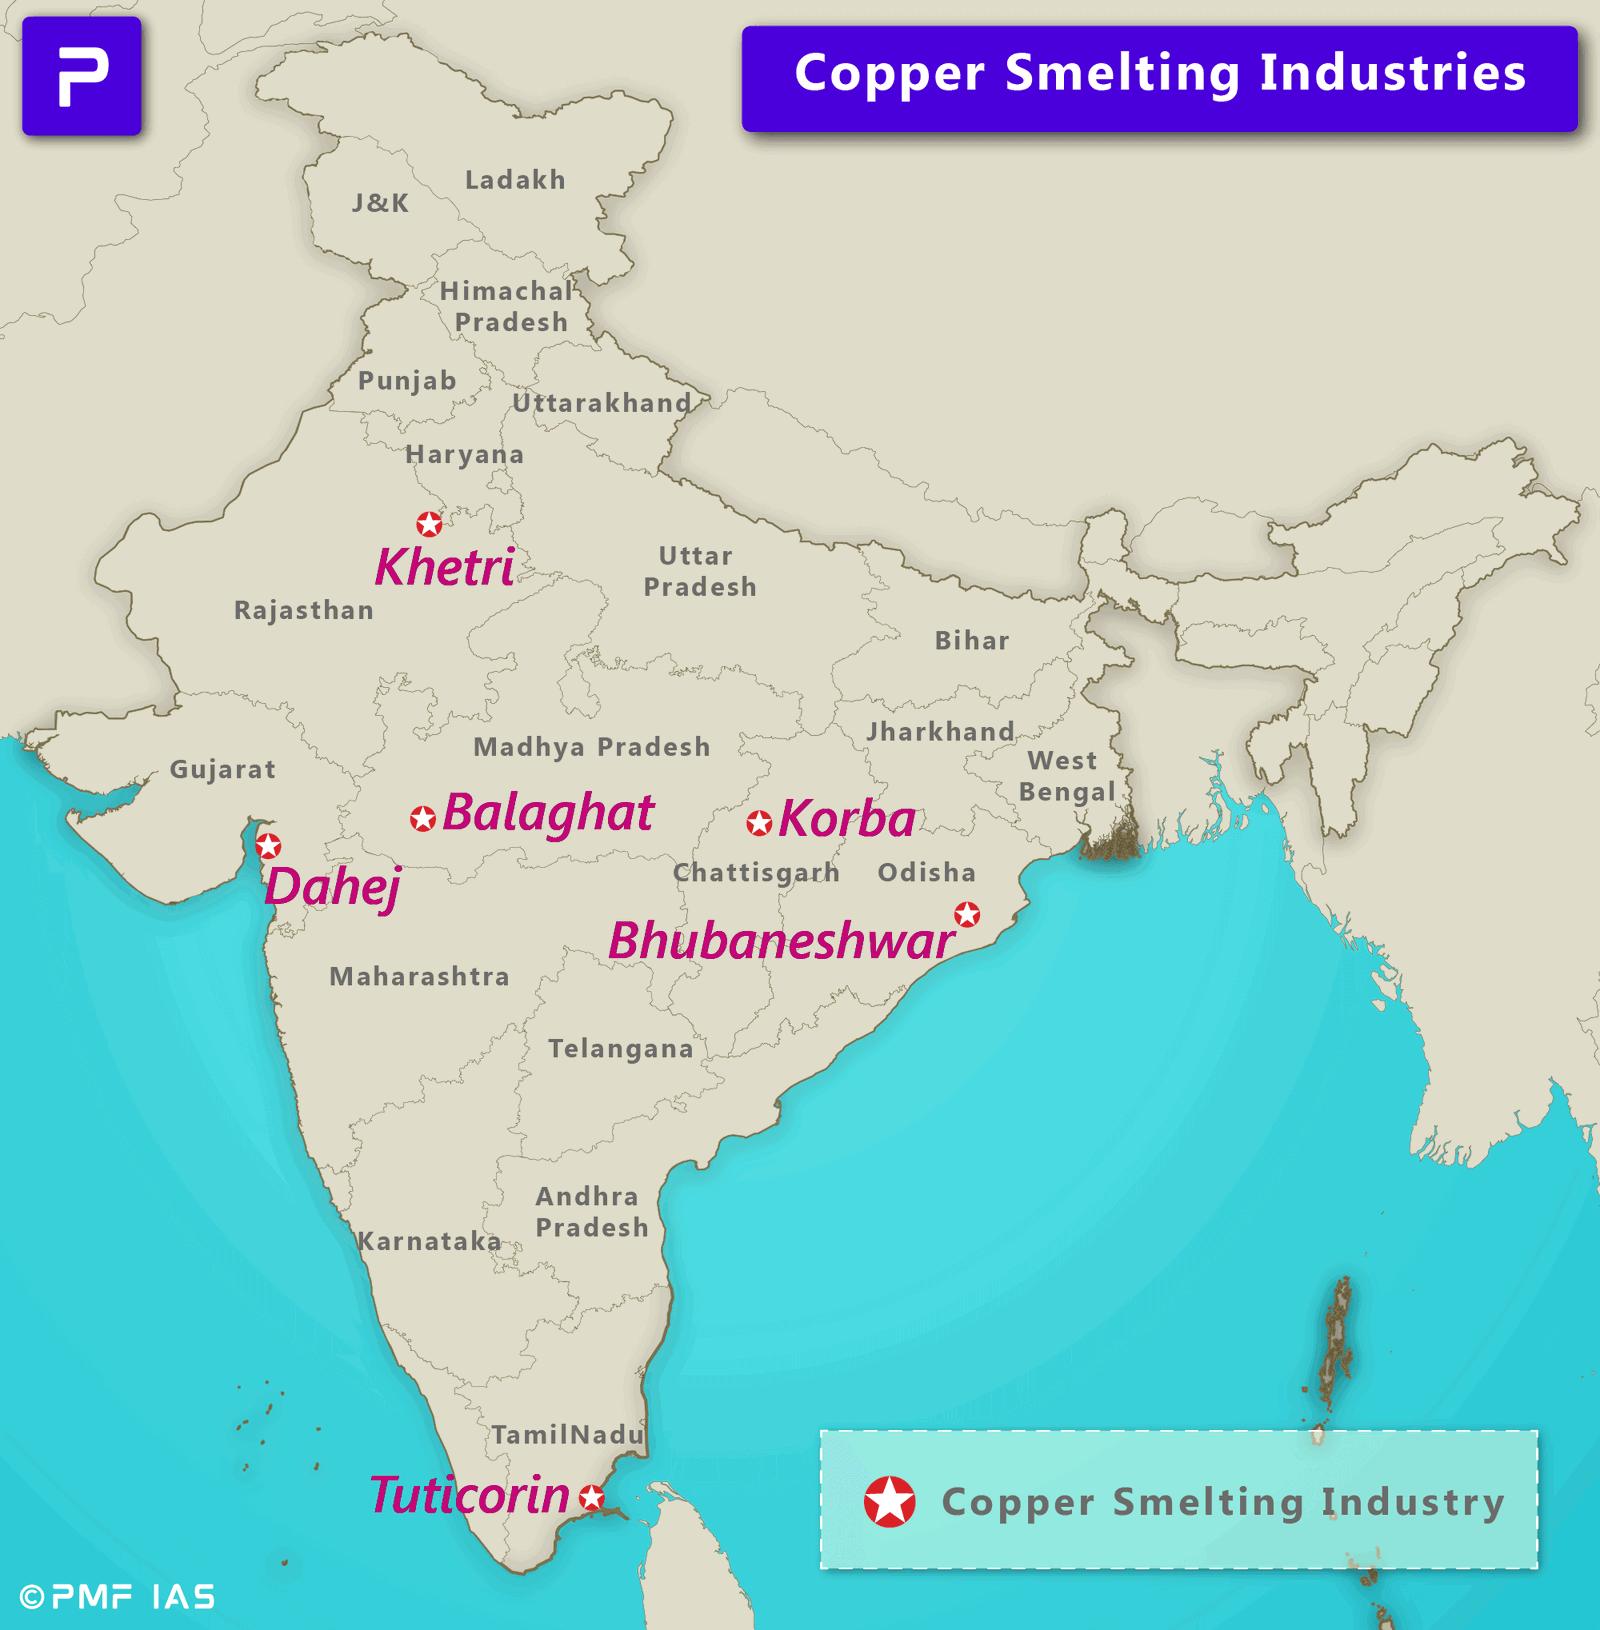 P
Copper Smelting Industries
Ladakh
J&K
Himachal
Pradesh
Punjab
Uttarakhand
Haryana
Khetri
Uttar
Pradesh
Rajasthan
Bihar
Jharkhand
Madhya Pradesh
West
Bengal
Gujarat
Balaghat
Korba
Dahej
Chattisgarh
Odisha
Bhubaneshwar
Maharashtra
Telangana
Andhra
Pradesh
Karnataka
TamilNadu
Tuticorin
Copper Smelting Industry
©PMF IAS